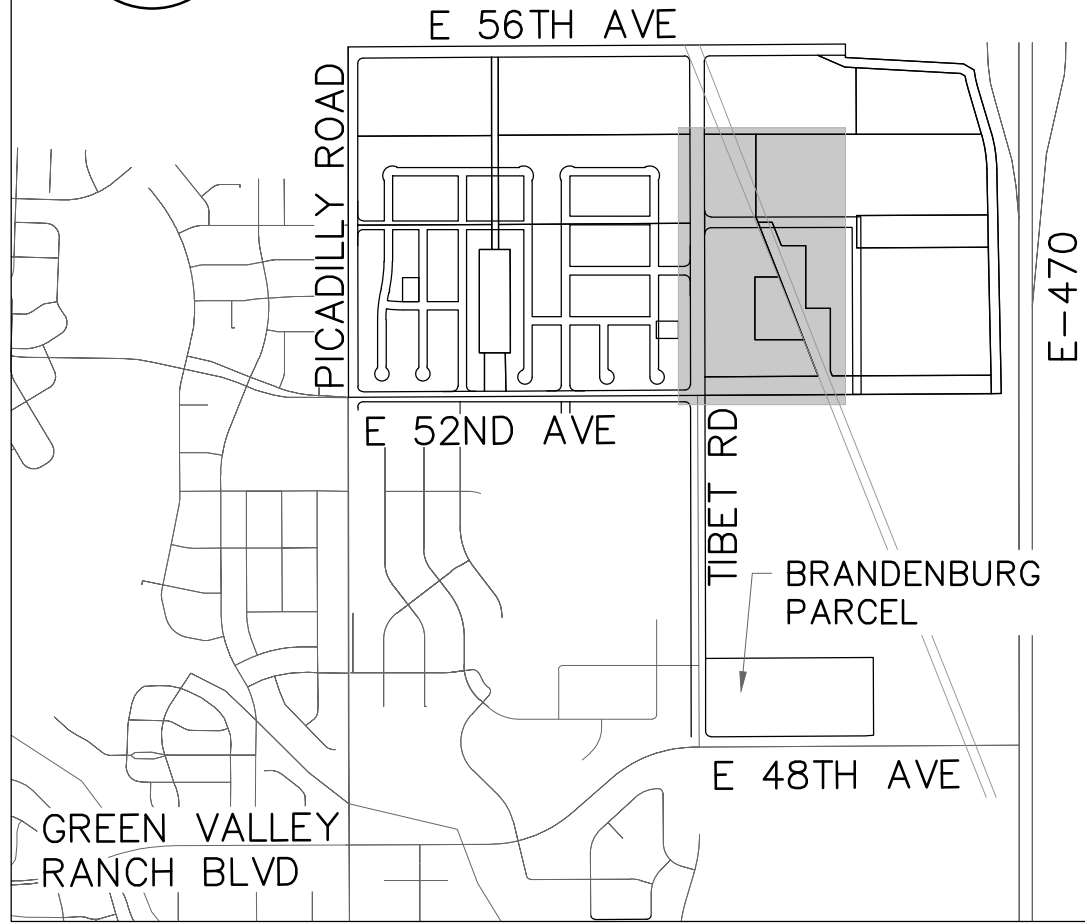 E 56TH AVE
PICADILLY ROAD
E-470
E 52ND AVE
TIBET RD
BRANDENBURG
PARCEL
E 48TH AVE
GREEN VALLEY
RANCH BLVD